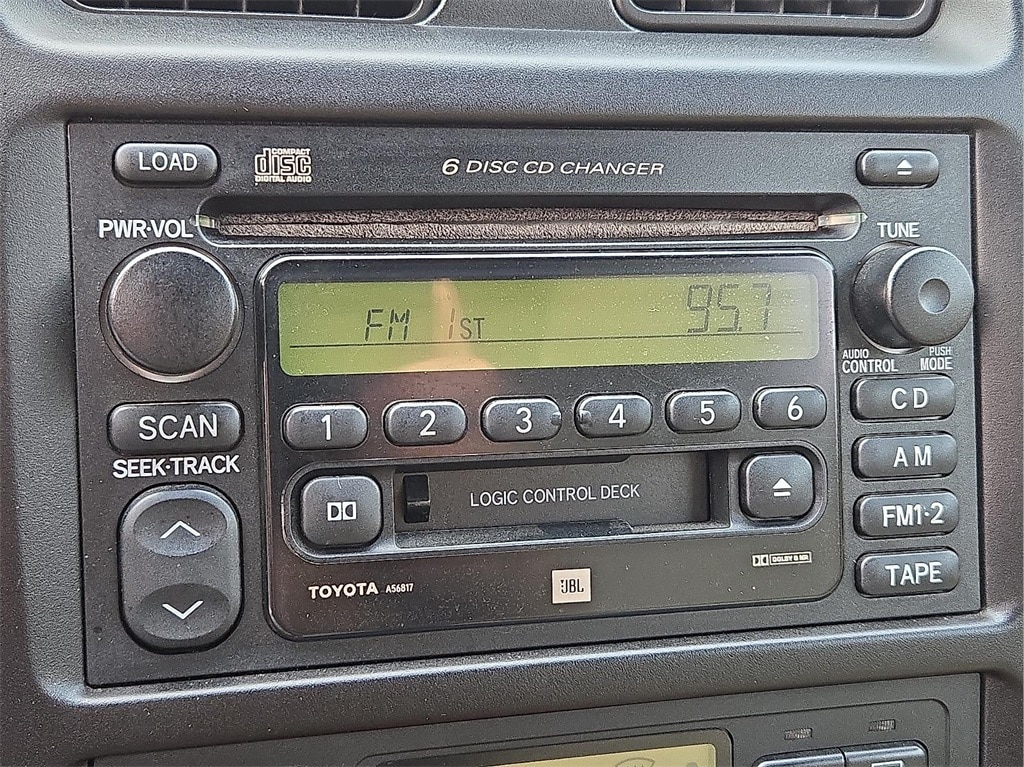 LOAD
COMPACT
disc
DIGITAL AUDIO
6 DISC CD CHANGER
PWR·VOL
TUNE
FM 1ST 95.7
AUDIO CONTROL
PUSH MODE
1 2 3 4 5 6
CD
SCAN
AM
SEEK·TRACK
LOGIC CONTROL DECK
FM1·2
TAPE
TOYOTA A56817
JBL
DOLBY B NR